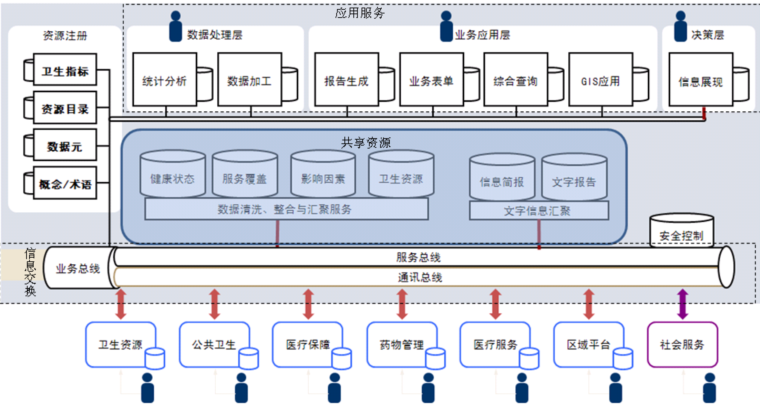 应用服务
资源注册
数据处理层
业务应用层
决策层
卫生指标
资源目录
数据元
概念/术语
统计分析
数据加工
报告生成
业务表单
综合查询
GIS应用
信息展现
共享资源
健康状态
服务覆盖
影响因素
卫生资源
信息简报
文字报告
数据清洗、整合与汇聚服务
文字信息汇聚
安全控制
信息交换
业务总线
服务总线
通讯总线
卫生资源
公共卫生
医疗保障
药物管理
医疗服务
区域平台
社会服务